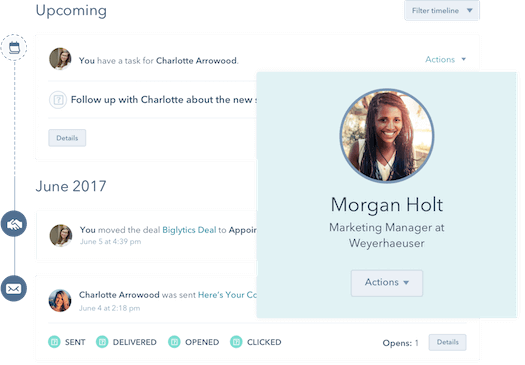 Upcoming
Filter timeline
You have a task for Charlotte Arrowood.
Actions
Follow up with Charlotte about the new
Details
June 2017
You moved the deal Biglytics Deal to
June 5 at 4:39 pm
Charlotte Arrowood was sent Here's Your
June 4 at 2:18 pm
SENT
DELIVERED
OPENED
CLICKED
Opens: 1
Details
Morgan Holt
Marketing Manager at
Weyerhaeuser
Actions